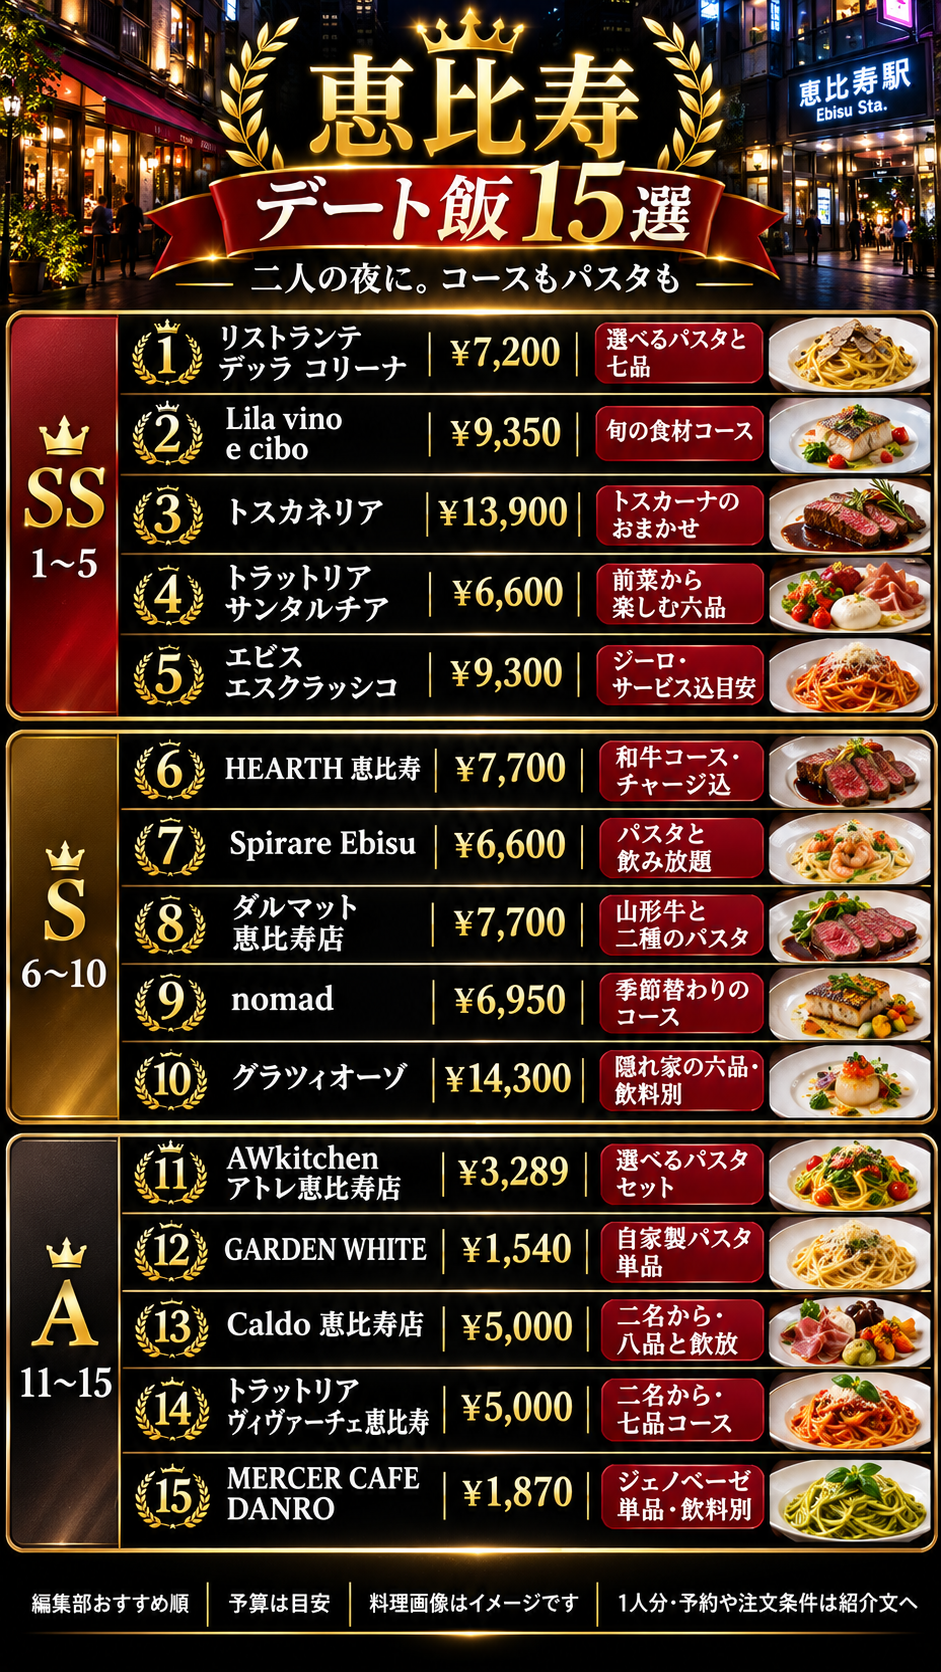 恵比寿
恵比寿駅
Ebisu Sta.
デート飯15選
二人の夜に。コースもパスタも
SS
1〜5
1
リストランテ
デッラ コリーナ
¥7,200
選べるパスタと
七品
2
Lila vino
e cibo
¥9,350
旬の食材コース
3
トスカネリア
¥13,900
トスカーナの
おまかせ
4
トラットリア
サンタルチア
¥6,600
前菜から
楽しむ六品
5
エビス
エスクラッシコ
¥9,300
ジーロ・
サービス込目安
S
6〜10
6
HEARTH 恵比寿
¥7,700
和牛コース・
チャージ込
7
Spirare Ebisu
¥6,600
パスタと
飲み放題
8
ダルマット
恵比寿店
¥7,700
山形牛と
二種のパスタ
9
nomad
¥6,950
季節替わりの
コース
10
グラツィオーゾ
¥14,300
隠れ家の六品・
飲料別
A
11〜15
11
AWkitchen
アトレ恵比寿店
¥3,289
選べるパスタ
セット
12
GARDEN WHITE
¥1,540
自家製パスタ
単品
13
Caldo 恵比寿店
¥5,000
二名から・
八品と飲放
14
トラットリア
ヴィヴァーチェ恵比寿
¥5,000
二名から・
七品コース
15
MERCER CAFE
DANRO
¥1,870
ジェノベーゼ
単品・飲料別
編集部おすすめ順
予算は目安
料理画像はイメージです
1人分・予約や注文条件は紹介文へ